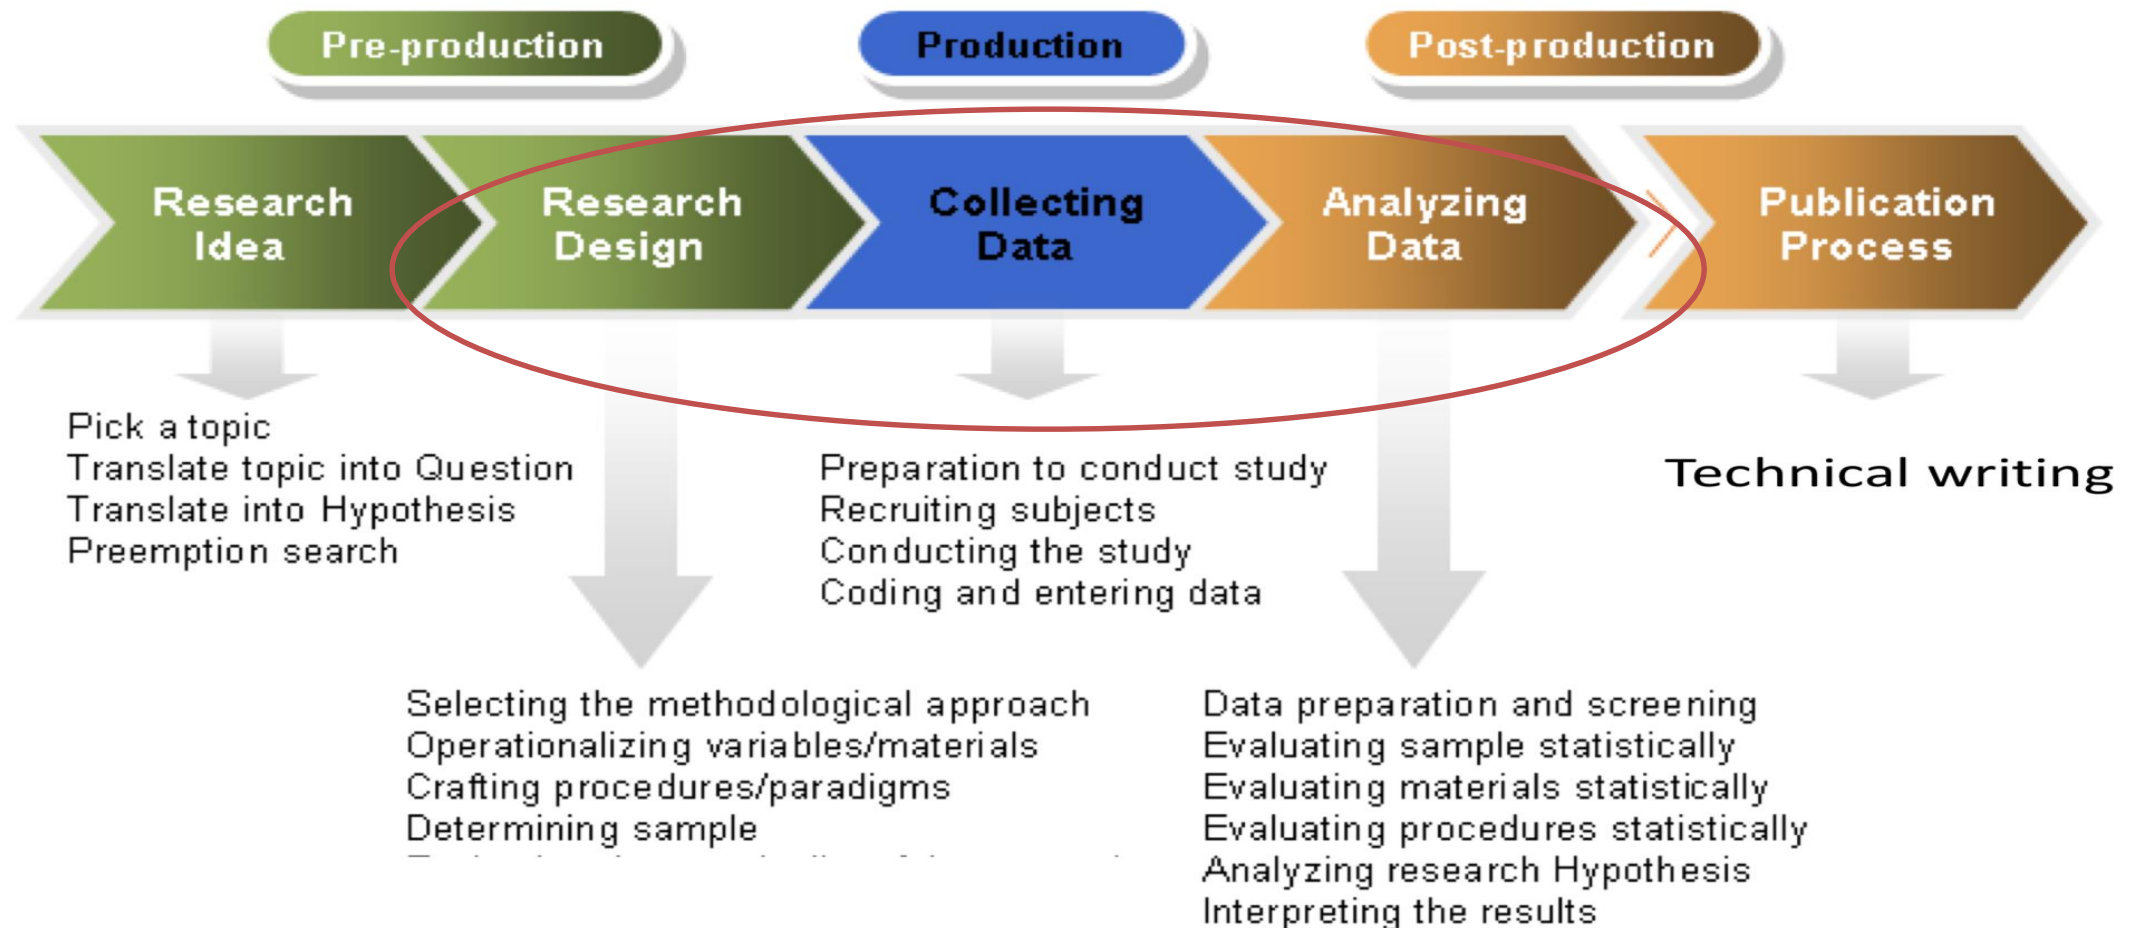 Pre-production
Production
Post-production
Research
Idea
Research
Design
Collecting
Data
Analyzing
Data
Publication
Process
Pick a topic
Translate topic into Question
Translate into Hypothesis
Preemption search
Preparation to conduct study
Recruiting subjects
Conducting the study
Coding and entering data
Technical writing
Selecting the methodological approach
Operationalizing variables/materials
Crafting procedures/paradigms
Determining sample
Data preparation and screening
Evaluating sample statistically
Evaluating materials statistically
Evaluating procedures statistically
Analyzing research Hypothesis
Interpreting the results